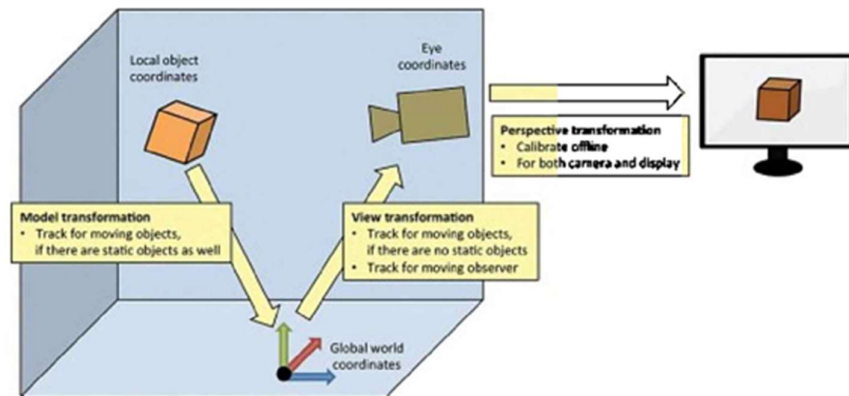 Local object
coordinates
Eye
coordinates
Perspective transformation
• Calibrate offline
• For both camera and display
Model transformation
• Track for moving objects,
if there are static objects as well
View transformation
• Track for moving objects,
if there are no static objects
• Track for moving observer
Global world
coordinates